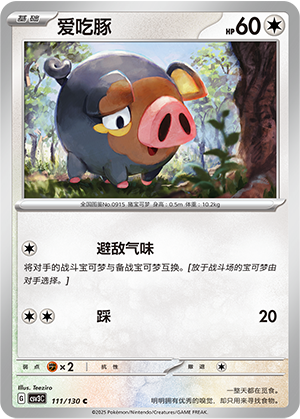 基础
爱吃豚
HP 60
全国图鉴No.0915 猪宝可梦 身高：0.5m 体重：10.2kg
避敌气味
将对手的战斗宝可梦与备战宝可梦互换。[放于战斗场的宝可梦由
对手选择。]
踩 20
弱点 ×2 抗性 撤退
Illus. Teeziro
G CSV3C 111/130 C
一整天都在觅食。
明明拥有优秀的嗅觉，却只用来寻找食物。
©2025 Pokémon/Nintendo/Creatures/GAME FREAK.